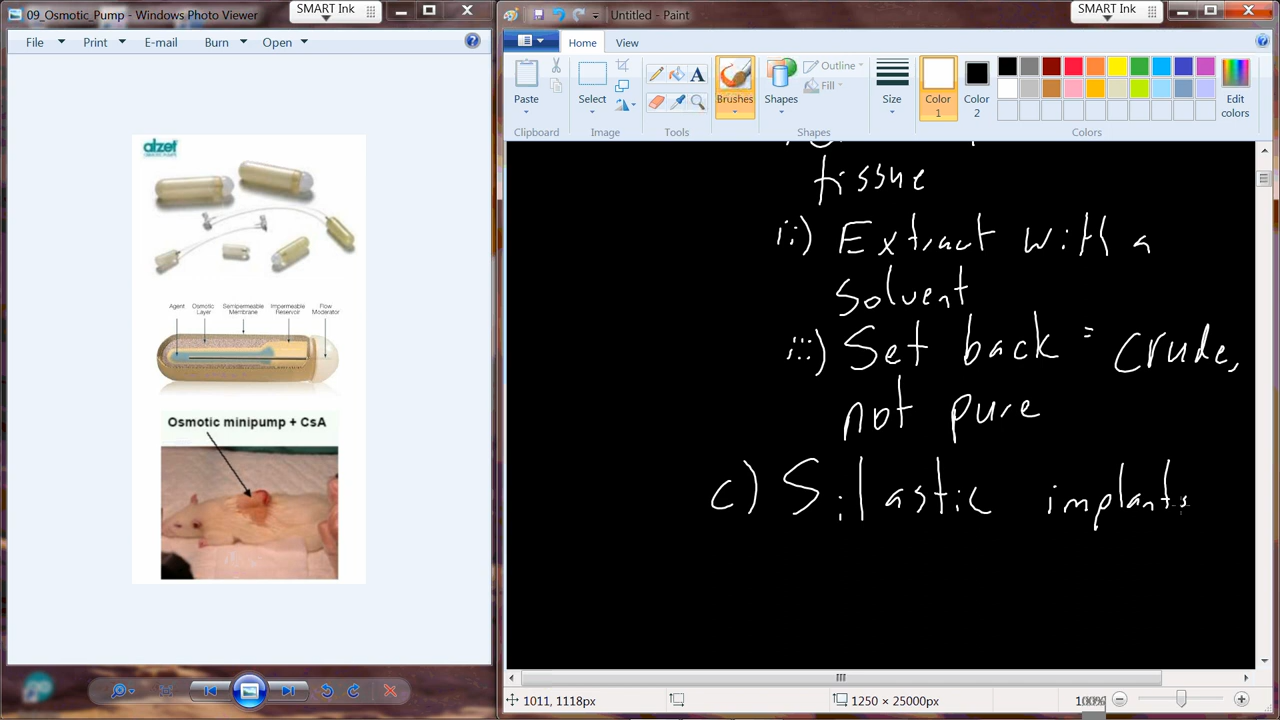 09_Osmotic_Pump - Windows Photo Viewer
SMART Ink
File Print E-mail Burn Open
alzet
Agent Osmotic Layer Semipermeable Membrane Impermeable Reservoir Flow Moderator
Osmotic minipump + CsA
Untitled - Paint
SMART Ink
Home View
Paste Select Brushes Shapes Outline Fill Size Color 1 Color 2 Edit colors
Clipboard Image Tools Shapes Colors
tissue
ii) Extract with a
solvent
iii) Set back = crude,
not pure
c) Silastic implants
1011, 1118px 1250 × 25000px 100%